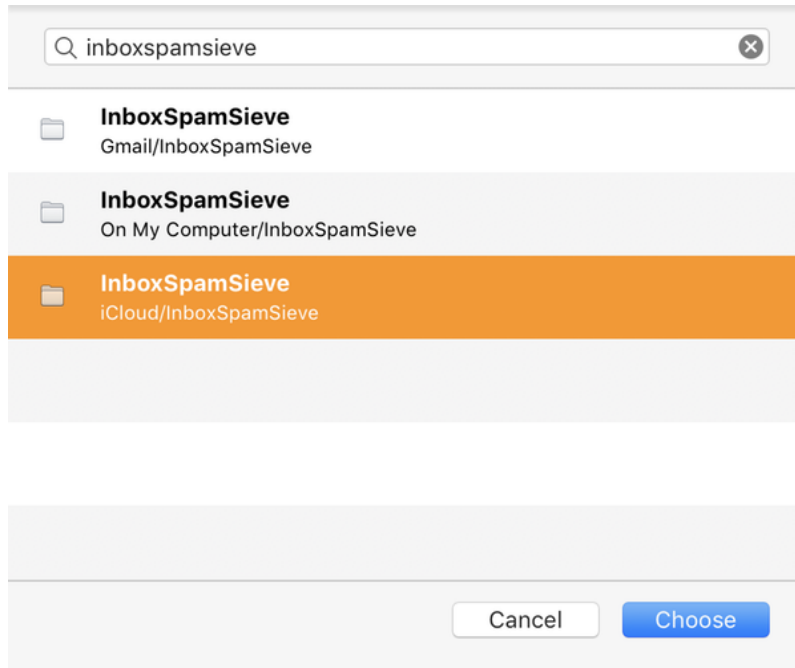 inboxspamsieve
InboxSpamSieve
Gmail/InboxSpamSieve
InboxSpamSieve
On My Computer/InboxSpamSieve
InboxSpamSieve
iCloud/InboxSpamSieve
Cancel
Choose